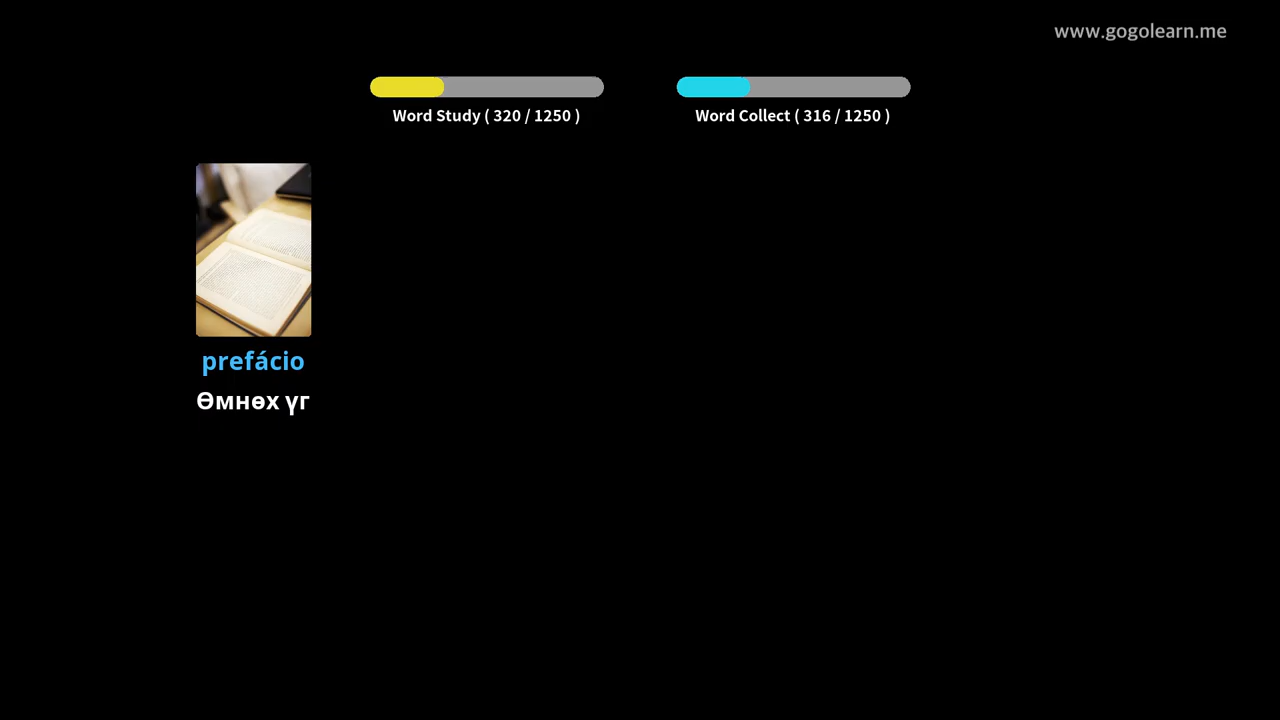 www.gogolearn.me
Word Study ( 320 / 1250 )
Word Collect ( 316 / 1250 )
prefácio
Өмнөх үг